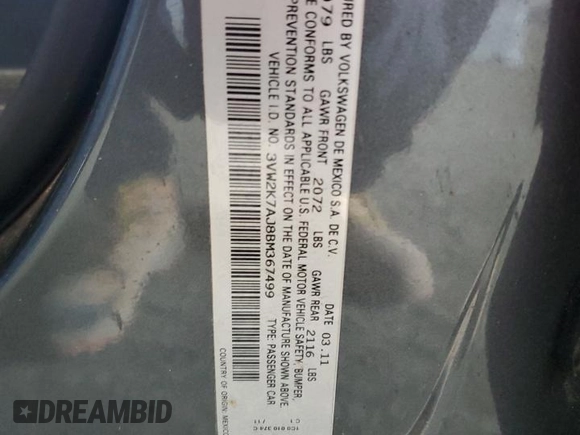 URED BY VOLKSWAGEN DE MEXICO S.A. DE C.V. DATE 03.11
079 LBS GAWR FRONT 2072 LBS GAWR REAR 2116 LBS
E CONFORMS TO ALL APPLICABLE U.S. FEDERAL MOTOR VEHICLE SAFETY, BUMPER,
PREVENTION STANDARDS IN EFFECT ON THE DATE OF MANUFACTURE SHOWN ABOVE.
VEHICLE I.D. NO. 3VW2K7AJ8BM367499 TYPE: PASSENGER CAR
COUNTRY OF ORIGIN: MEXICO
DREAMBID